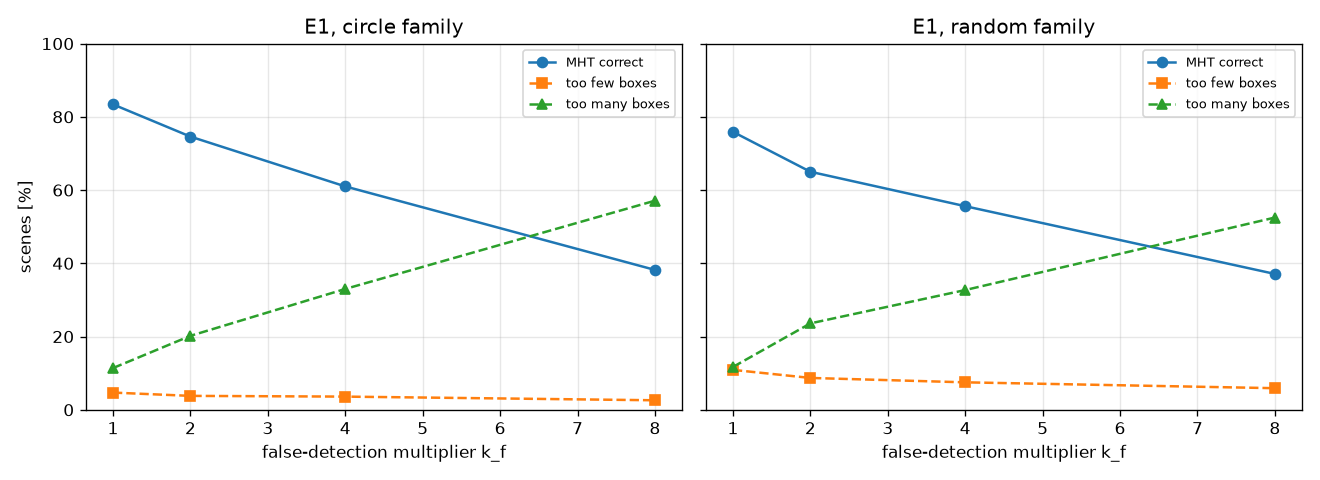 E1, circle family
E1, random family
100
80
60
40
20
0
scenes [%]
MHT correct
too few boxes
too many boxes
MHT correct
too few boxes
too many boxes
1 2 3 4 5 6 7 8
1 2 3 4 5 6 7 8
false-detection multiplier k_f
false-detection multiplier k_f